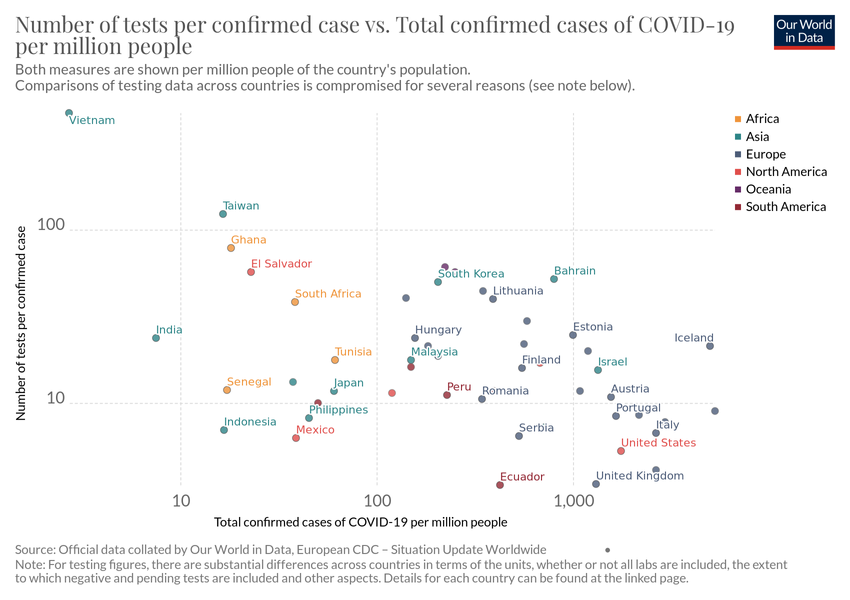 Number of tests per confirmed case vs. Total confirmed cases of COVID-19
per million people
Our World
in Data
Both measures are shown per million people of the country's population.
Comparisons of testing data across countries is compromised for several reasons (see note below).
Vietnam
Africa
Asia
Europe
North America
Oceania
South America
Taiwan
100
Ghana
El Salvador
South Korea
Bahrain
South Africa
Lithuania
India
Hungary
Estonia
Iceland
Tunisia
Malaysia
Finland
Israel
Senegal
Japan
Peru
Romania
Austria
10
Philippines
Portugal
Indonesia
Mexico
Serbia
Italy
United States
Ecuador
United Kingdom
Number of tests per confirmed case
10
100
1,000
Total confirmed cases of COVID-19 per million people
Source: Official data collated by Our World in Data, European CDC – Situation Update Worldwide
Note: For testing figures, there are substantial differences across countries in terms of the units, whether or not all labs are included, the extent
to which negative and pending tests are included and other aspects. Details for each country can be found at the linked page.